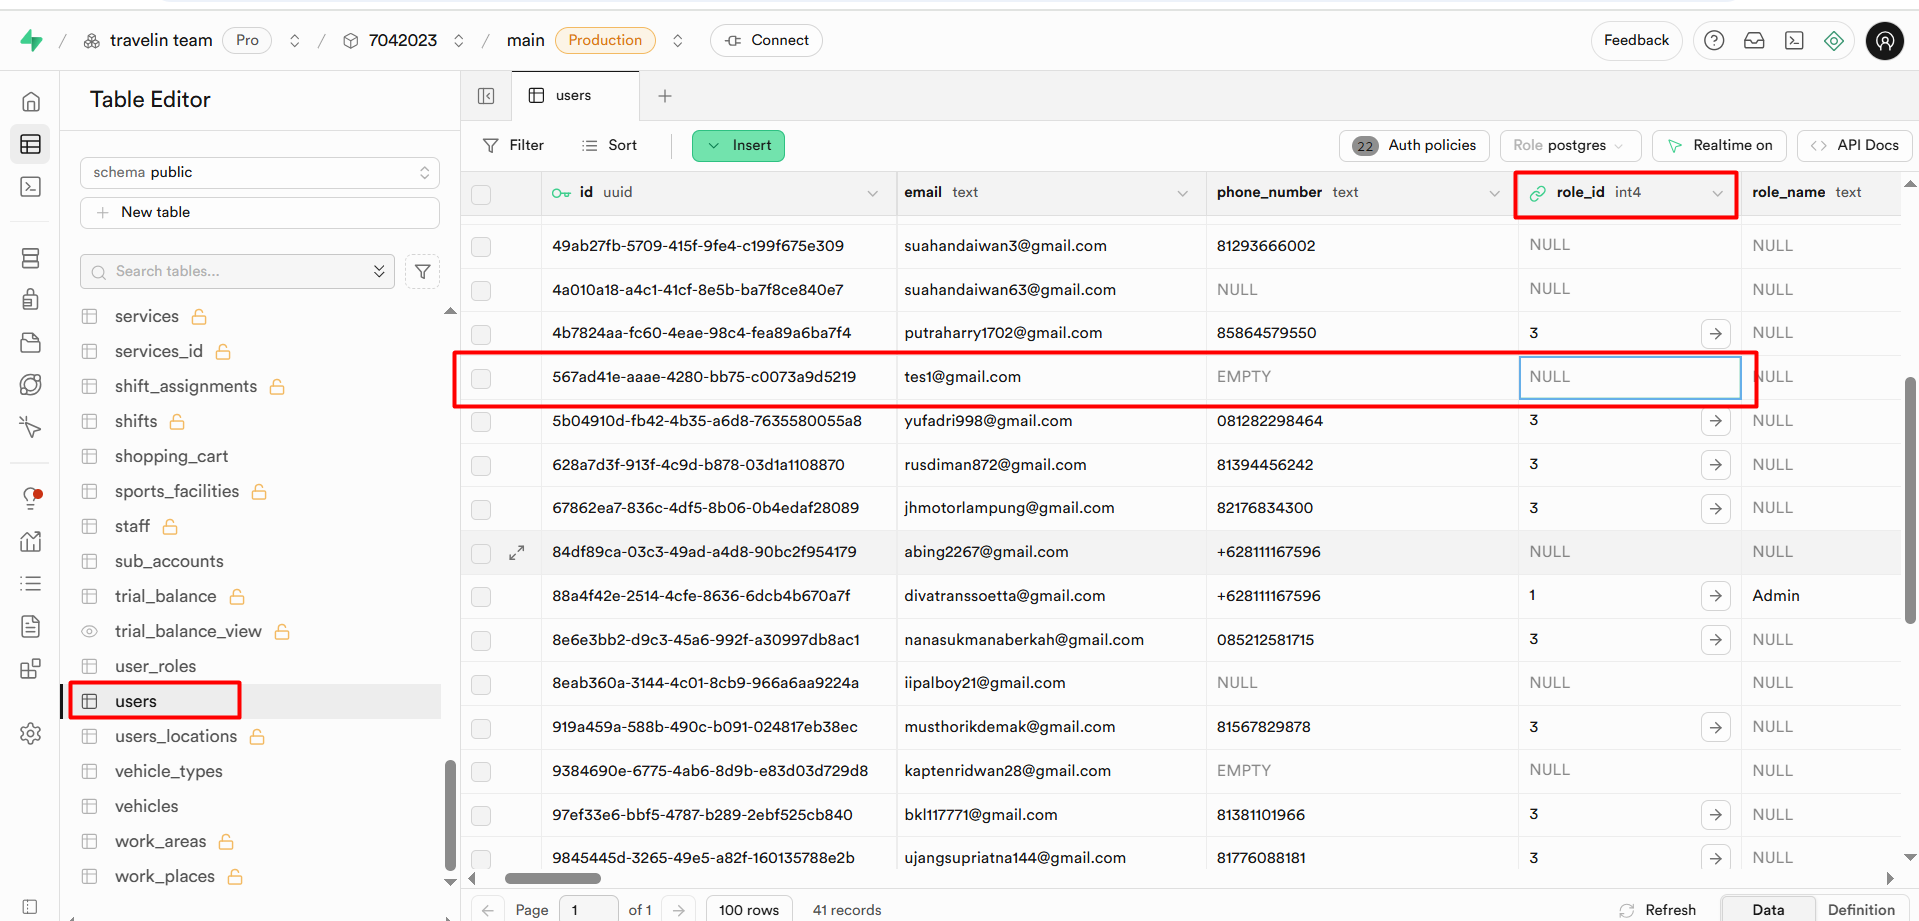 / travelin team Pro / 7042023 / main Production Connect Feedback
Table Editor
schema public
New table
Search tables...
services
services_id
shift_assignments
shifts
shopping_cart
sports_facilities
staff
sub_accounts
trial_balance
trial_balance_view
user_roles
users
users_locations
vehicle_types
vehicles
work_areas
work_places
users
Filter Sort Insert 22 Auth policies Role postgres Realtime on API Docs
id uuid email text phone_number text role_id int4 role_name text
49ab27fb-5709-415f-9fe4-c199f675e309 suahandaiwan3@gmail.com 81293666002 NULL NULL
4a010a18-a4c1-41cf-8e5b-ba7f8ce840e7 suahandaiwan63@gmail.com NULL NULL NULL
4b7824aa-fc60-4eae-98c4-fea89a6ba7f4 putraharry1702@gmail.com 85864579550 3 NULL
567ad41e-aaae-4280-bb75-c0073a9d5219 tes1@gmail.com EMPTY NULL NULL
5b04910d-fb42-4b35-a6d8-7635580055a8 yufadri998@gmail.com 081282298464 3 NULL
628a7d3f-913f-4c9d-b878-03d1a1108870 rusdiman872@gmail.com 81394456242 3 NULL
67862ea7-836c-4df5-8b06-0b4edaf28089 jhmotorlampung@gmail.com 82176834300 3 NULL
84df89ca-03c3-49ad-a4d8-90bc2f954179 abing2267@gmail.com +628111167596 NULL NULL
88a4f42e-2514-4cfe-8636-6dcb4b670a7f divatranssoetta@gmail.com +628111167596 1 Admin
8e6e3bb2-d9c3-45a6-992f-a30997db8ac1 nanasukmanaberkah@gmail.com 085212581715 3 NULL
8eab360a-3144-4c01-8cb9-966a6aa9224a iipalboy21@gmail.com NULL NULL NULL
919a459a-588b-490c-b091-024817eb38ec musthorikdemak@gmail.com 81567829878 3 NULL
9384690e-6775-4ab6-8d9b-e83d03d729d8 kaptenridwan28@gmail.com EMPTY NULL NULL
97ef33e6-bbf5-4787-b289-2ebf525cb840 bkl117771@gmail.com 81381101966 3 NULL
9845445d-3265-49e5-a82f-160135788e2b ujangsupriatna144@gmail.com 81776088181 3 NULL
Page 1 of 1 100 rows 41 records Refresh Data Definition